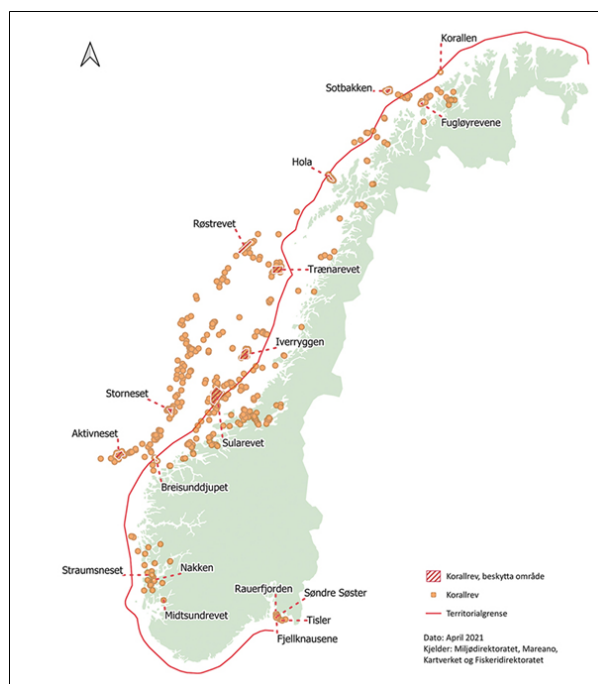 Korallen
Sotbakken
Fugløyrevene
Hola
Røstrevet
Trænarevet
Iverryggen
Storneset
Aktivneset
Sularevet
Breisunddjupet
Straumsneset
Nakken
Midtsundrevet
Rauerfjorden
Søndre Søster
Tisler
Fjellknausene
Korallrev, beskytta område
Korallrev
Territorialgrense
Dato: April 2021
Kjelder: Miljødirektoratet, Mareano,
Kartverket og Fiskeridirektoratet